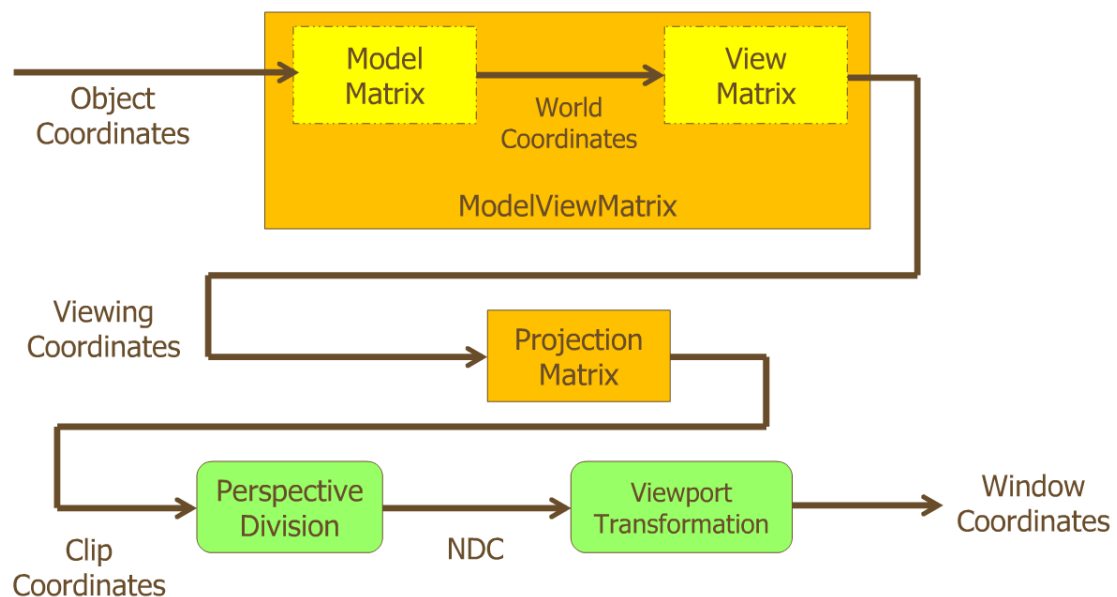 Model
Matrix
View
Matrix
Object
Coordinates
World
Coordinates
ModelViewMatrix
Viewing
Coordinates
Projection
Matrix
Perspective
Division
Viewport
Transformation
Window
Coordinates
Clip
Coordinates
NDC